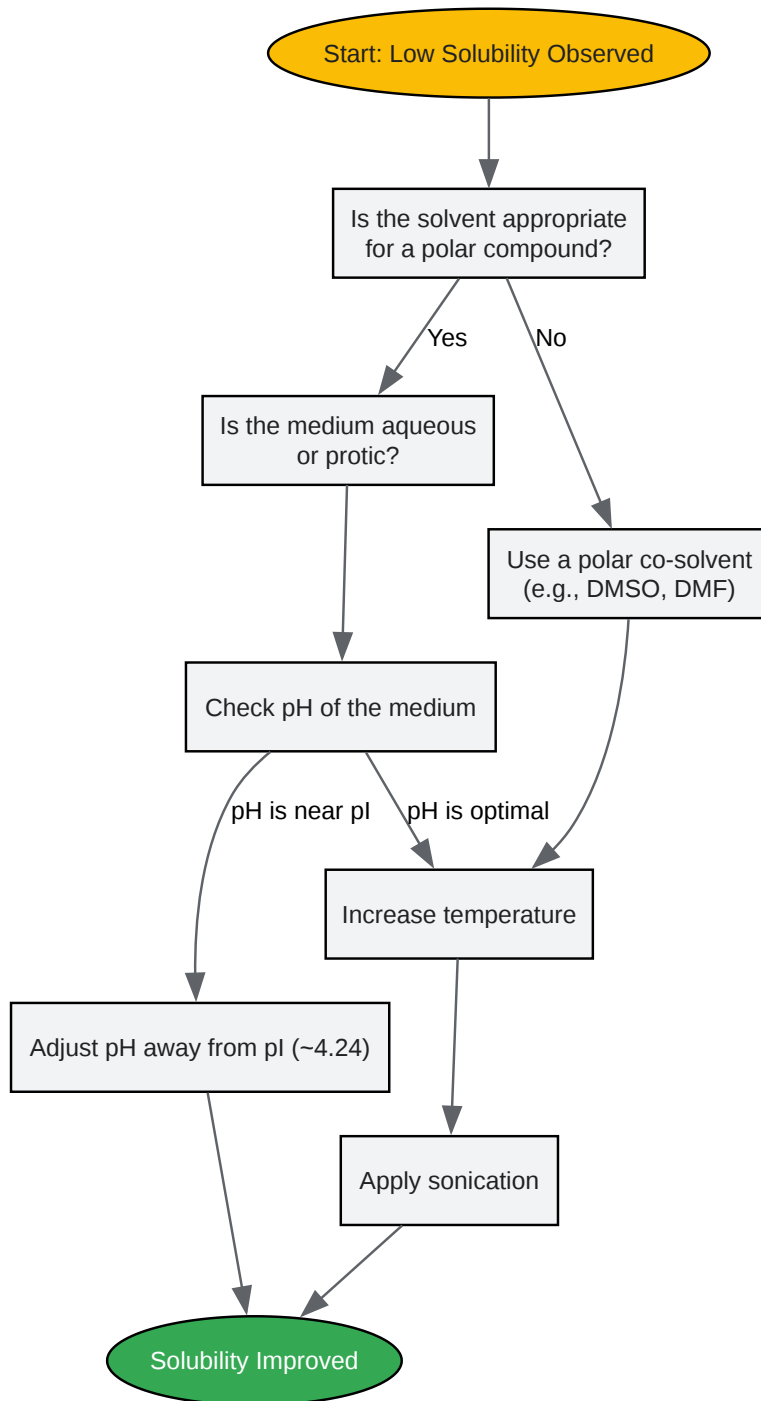 Start: Low Solubility Observed
Is the solvent appropriate
for a polar compound?
Yes
No
Is the medium aqueous
or protic?
Use a polar co-solvent
(e.g., DMSO, DMF)
Check pH of the medium
pH is near pI
pH is optimal
Increase temperature
Adjust pH away from pI (~4.24)
Apply sonication
Solubility Improved